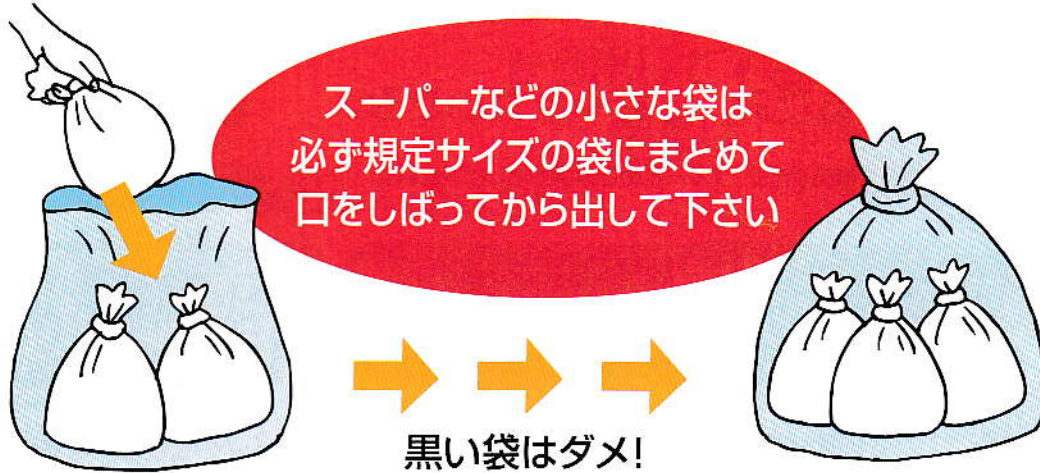 スーパーなどの小さな袋は
必ず規定サイズの袋にまとめて
口をしばってから出して下さい
黒い袋はダメ!